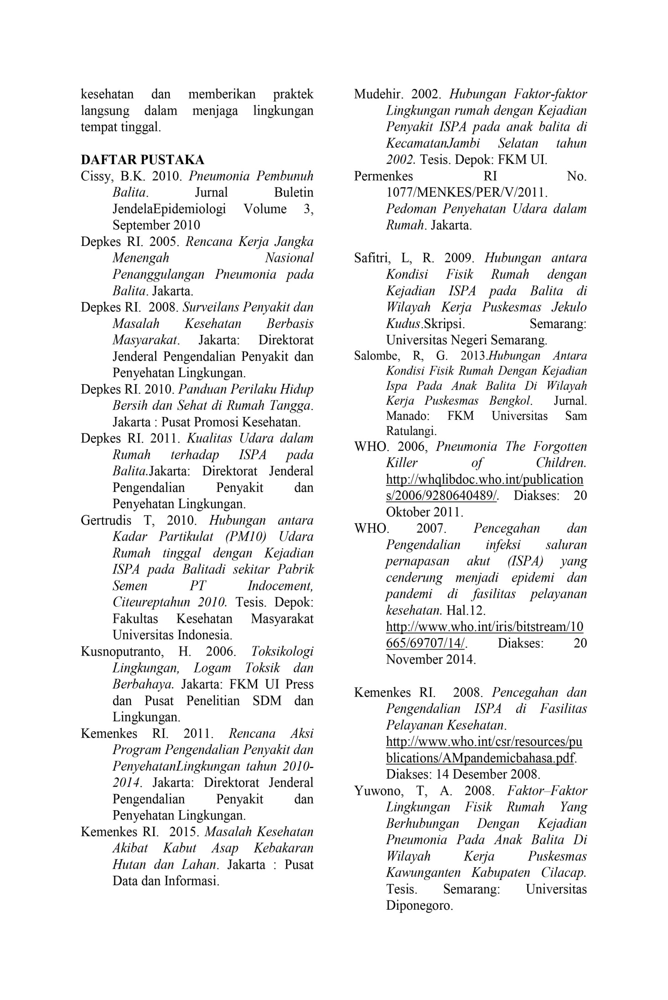 kesehatan dan memberikan praktek
langsung dalam menjaga lingkungan
tempat tinggal.
DAFTAR PUSTAKA
Cissy, B.K. 2010. Pneumonia Pembunuh
Balita. Jurnal Buletin
JendelaEpidemiologi Volume 3,
September 2010
Depkes RI. 2005. Rencana Kerja Jangka
Menengah Nasional
Penanggulangan Pneumonia pada
Balita. Jakarta.
Depkes RI. 2008. Surveilans Penyakit dan
Masalah Kesehatan Berbasis
Masyarakat. Jakarta: Direktorat
Jenderal Pengendalian Penyakit dan
Penyehatan Lingkungan.
Depkes RI. 2010. Panduan Perilaku Hidup
Bersih dan Sehat di Rumah Tangga.
Jakarta : Pusat Promosi Kesehatan.
Depkes RI. 2011. Kualitas Udara dalam
Rumah terhadap ISPA pada
Balita.Jakarta: Direktorat Jenderal
Pengendalian Penyakit dan
Penyehatan Lingkungan.
Gertrudis T, 2010. Hubungan antara
Kadar Partikulat (PM10) Udara
Rumah tinggal dengan Kejadian
ISPA pada Balitadi sekitar Pabrik
Semen PT Indocement,
Citeureptahun 2010. Tesis. Depok:
Fakultas Kesehatan Masyarakat
Universitas Indonesia.
Kusnoputranto, H. 2006. Toksikologi
Lingkungan, Logam Toksik dan
Berbahaya. Jakarta: FKM UI Press
dan Pusat Penelitian SDM dan
Lingkungan.
Kemenkes RI. 2011. Rencana Aksi
Program Pengendalian Penyakit dan
PenyehatanLingkungan tahun 2010-
2014. Jakarta: Direktorat Jenderal
Pengendalian Penyakit dan
Penyehatan Lingkungan.
Kemenkes RI. 2015. Masalah Kesehatan
Akibat Kabut Asap Kebakaran
Hutan dan Lahan. Jakarta : Pusat
Data dan Informasi.
Mudehir. 2002. Hubungan Faktor-faktor
Lingkungan rumah dengan Kejadian
Penyakit ISPA pada anak balita di
KecamatanJambi Selatan tahun
2002. Tesis. Depok: FKM UI.
Permenkes RI No.
1077/MENKES/PER/V/2011.
Pedoman Penyehatan Udara dalam
Rumah. Jakarta.
Safitri, L, R. 2009. Hubungan antara
Kondisi Fisik Rumah dengan
Kejadian ISPA pada Balita di
Wilayah Kerja Puskesmas Jekulo
Kudus.Skripsi. Semarang:
Universitas Negeri Semarang.
Salombe, R, G. 2013.Hubungan Antara
Kondisi Fisik Rumah Dengan Kejadian
Ispa Pada Anak Balita Di Wilayah
Kerja Puskesmas Bengkol. Jurnal.
Manado: FKM Universitas Sam
Ratulangi.
WHO. 2006, Pneumonia The Forgotten
Killer of Children.
http://whqlibdoc.who.int/publication
s/2006/9280640489/. Diakses: 20
Oktober 2011.
WHO. 2007. Pencegahan dan
Pengendalian infeksi saluran
pernapasan akut (ISPA) yang
cenderung menjadi epidemi dan
pandemi di fasilitas pelayanan
kesehatan. Hal.12.
http://www.who.int/iris/bitstream/10
665/69707/14/. Diakses: 20
November 2014.
Kemenkes RI. 2008. Pencegahan dan
Pengendalian ISPA di Fasilitas
Pelayanan Kesehatan.
http://www.who.int/csr/resources/pu
blications/AMpandemicbahasa.pdf.
Diakses: 14 Desember 2008.
Yuwono, T, A. 2008. Faktor–Faktor
Lingkungan Fisik Rumah Yang
Berhubungan Dengan Kejadian
Pneumonia Pada Anak Balita Di
Wilayah Kerja Puskesmas
Kawunganten Kabupaten Cilacap.
Tesis. Semarang: Universitas
Diponegoro.